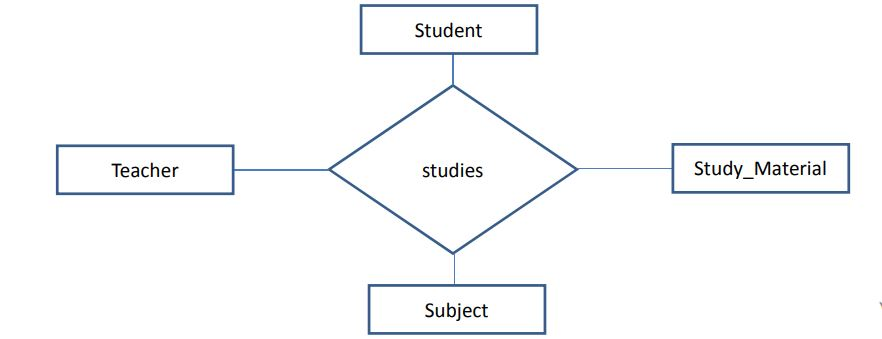 Student
Teacher
studies
Study_Material
Subject